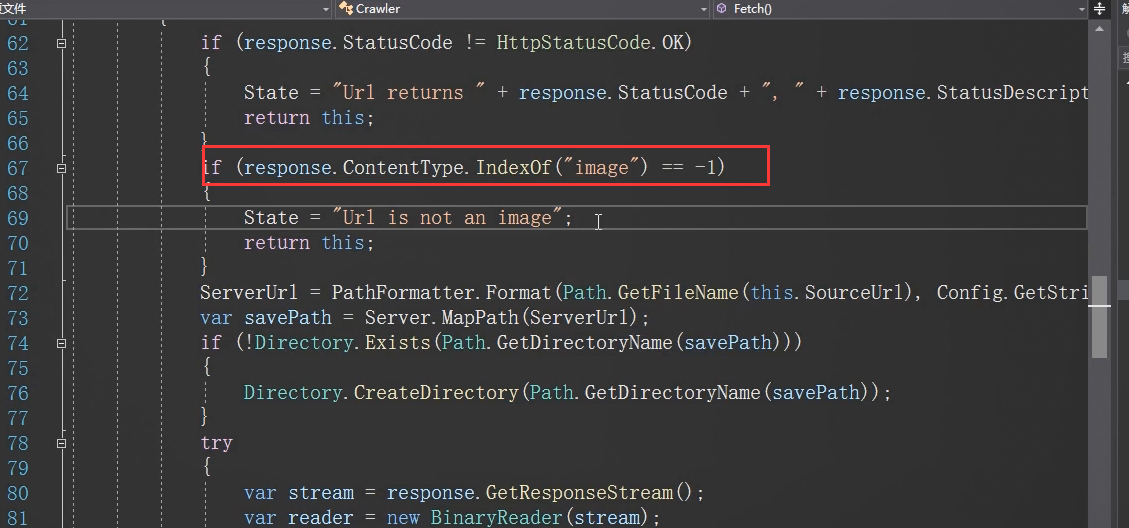 文件
Crawler
Fetch()
61 {
62 if (response.StatusCode != HttpStatusCode.OK)
63 {
64 State = "Url returns " + response.StatusCode + ", " + response.StatusDescript
65 return this;
66 }
67 if (response.ContentType.IndexOf("image") == -1)
68 {
69 State = "Url is not an image";
70 return this;
71 }
72 ServerUrl = PathFormatter.Format(Path.GetFileName(this.SourceUrl), Config.GetStri
73 var savePath = Server.MapPath(ServerUrl);
74 if (!Directory.Exists(Path.GetDirectoryName(savePath)))
75 {
76 Directory.CreateDirectory(Path.GetDirectoryName(savePath));
77 }
78 try
79 {
80 var stream = response.GetResponseStream();
81 var reader = new BinaryReader(stream);